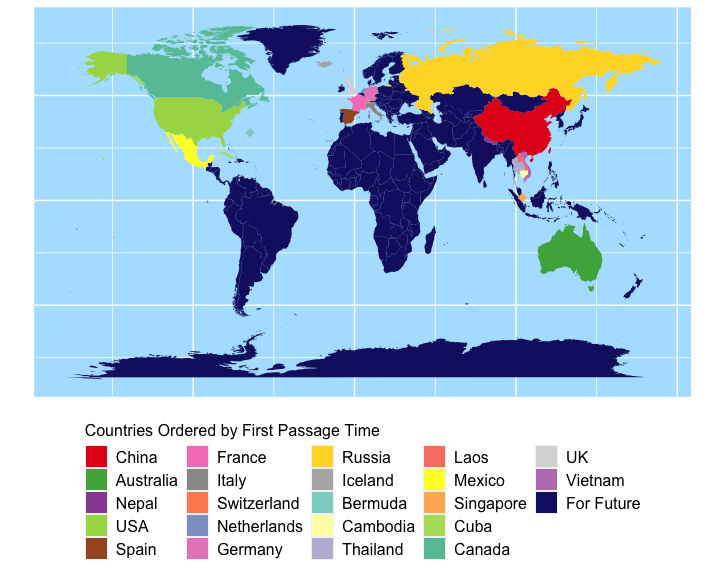 Countries Ordered by First Passage Time
China France Russia Laos UK
Australia Italy Iceland Mexico Vietnam
Nepal Switzerland Bermuda Singapore For Future
USA Netherlands Cambodia Cuba
Spain Germany Thailand Canada